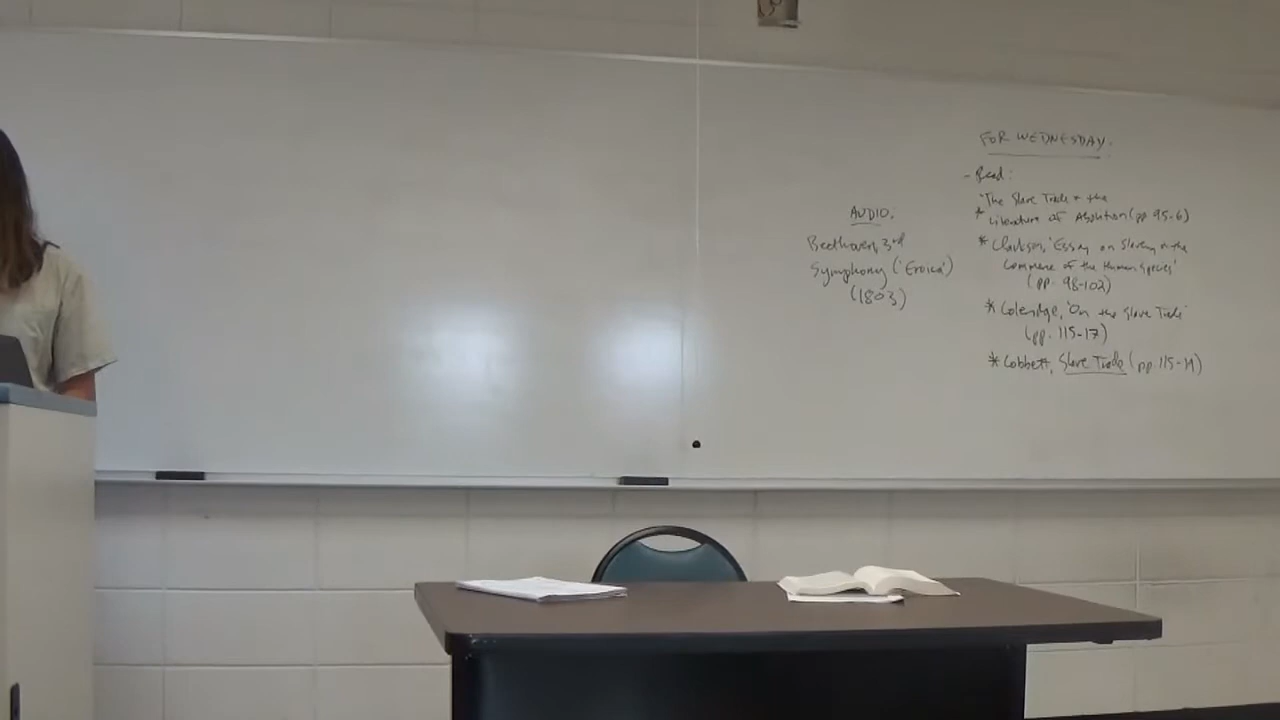 AUDIO:
Beethoven, 3rd
Symphony ('Eroica')
(1803)
FOR WEDNESDAY:
- Read:
"The Slave Trade & the
* Literature of Abolition (pp 95-6)
* Clarkson, 'Essay on Slavery & the
Commerce of the Human Species'
(pp. 98-102)
* Coleridge, 'On the Slave Trade'
(pp. 115-17)
* Cobbett, Slave Trade (pp.